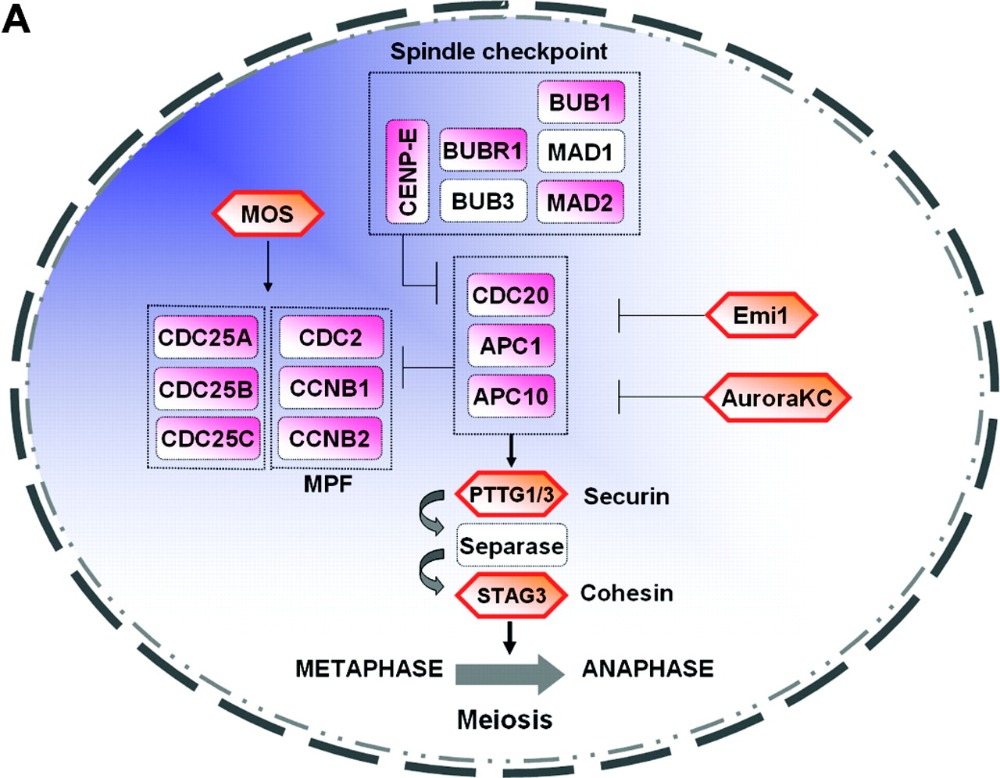 A
Spindle checkpoint
BUB1
CENP-E
BUBR1
MAD1
BUB3
MAD2
MOS
CDC20
Emi1
CDC25A
CDC2
APC1
CDC25B
CCNB1
APC10
AuroraKC
CDC25C
CCNB2
MPF
PTTG1/3
Securin
Separase
STAG3
Cohesin
METAPHASE
ANAPHASE
Meiosis